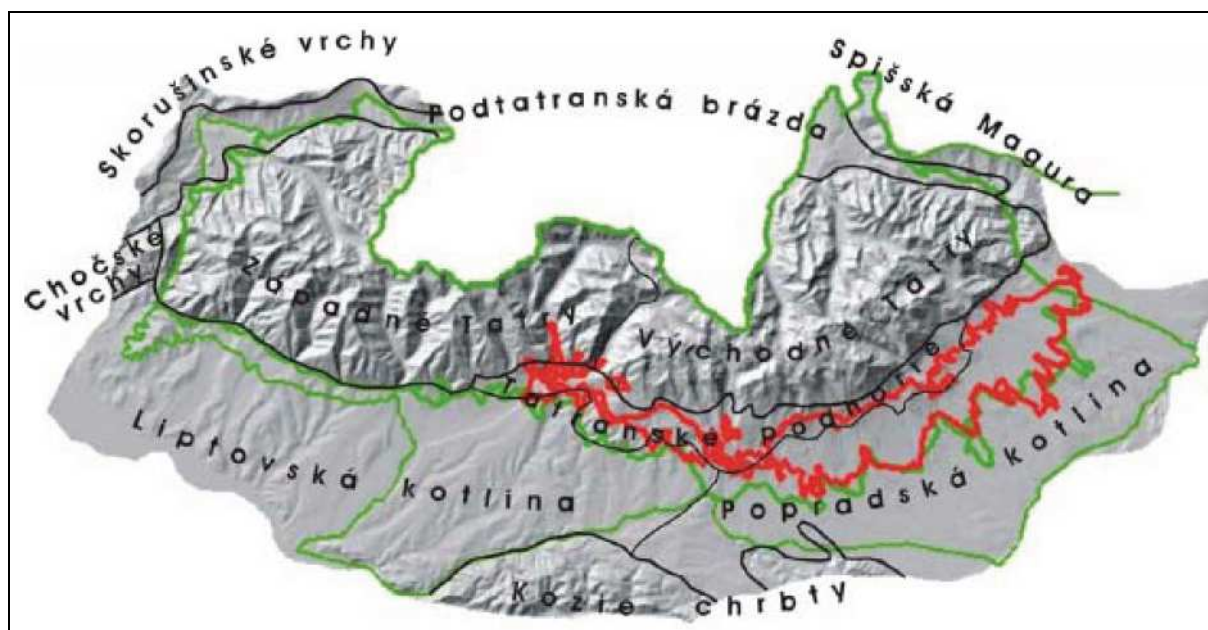 Skorušinské vrchy
Podtatranská brázda
Spišská Magura
Chočské
vrchy
Západné Tatry
Východné Tatry
Tatranské Podhorie
Liptovská kotlina
Popradská kotlina
Kozie chrbty